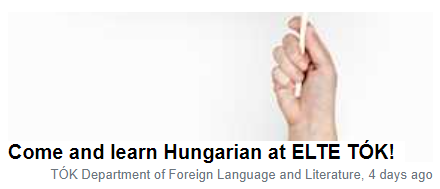 Come and learn Hungarian at ELTE TÓK!
TÓK Department of Foreign Language and Literature, 4 days ago